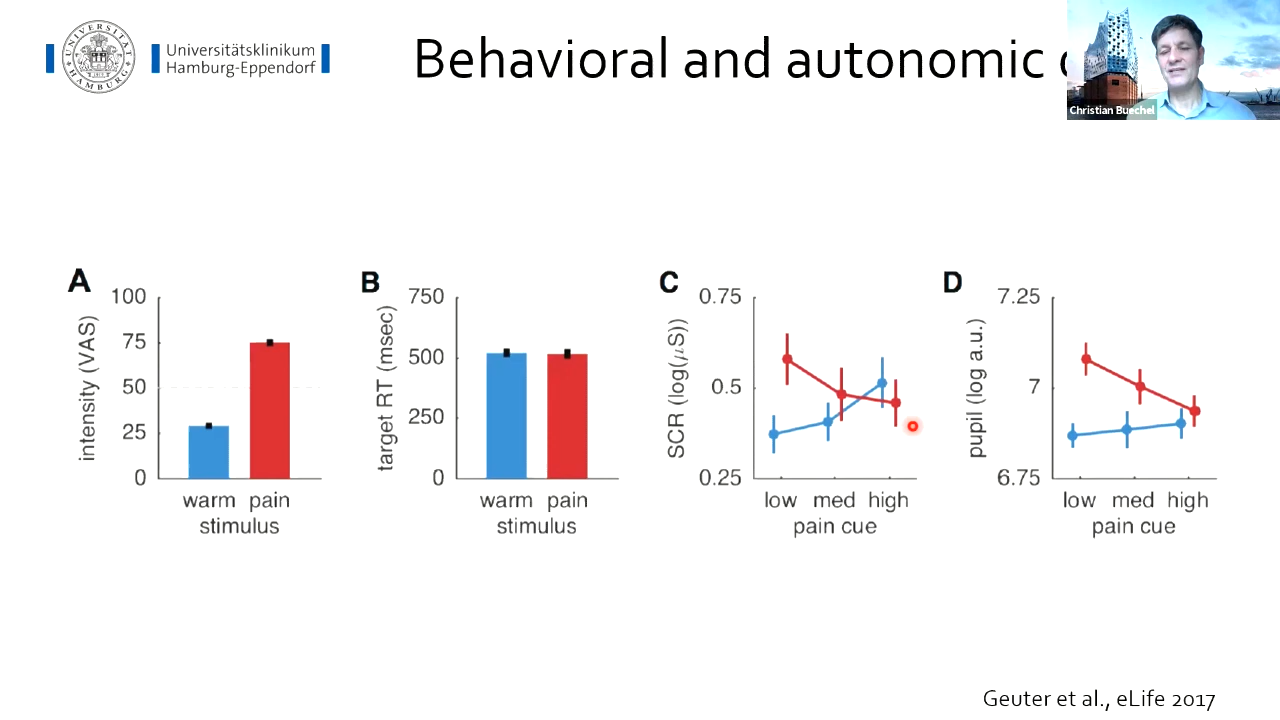 Universitätsklinikum
Hamburg-Eppendorf
UNIVERSITÄT HAMBURG
Behavioral and autonomic
Christian Buechel
A
100
75
50
25
0
intensity (VAS)
warm pain
stimulus
B
750
500
250
0
target RT (msec)
warm pain
stimulus
C
0.75
0.5
0.25
SCR (log(μS))
low med high
pain cue
D
7.25
7
6.75
pupil (log a.u.)
low med high
pain cue
Geuter et al., eLife 2017